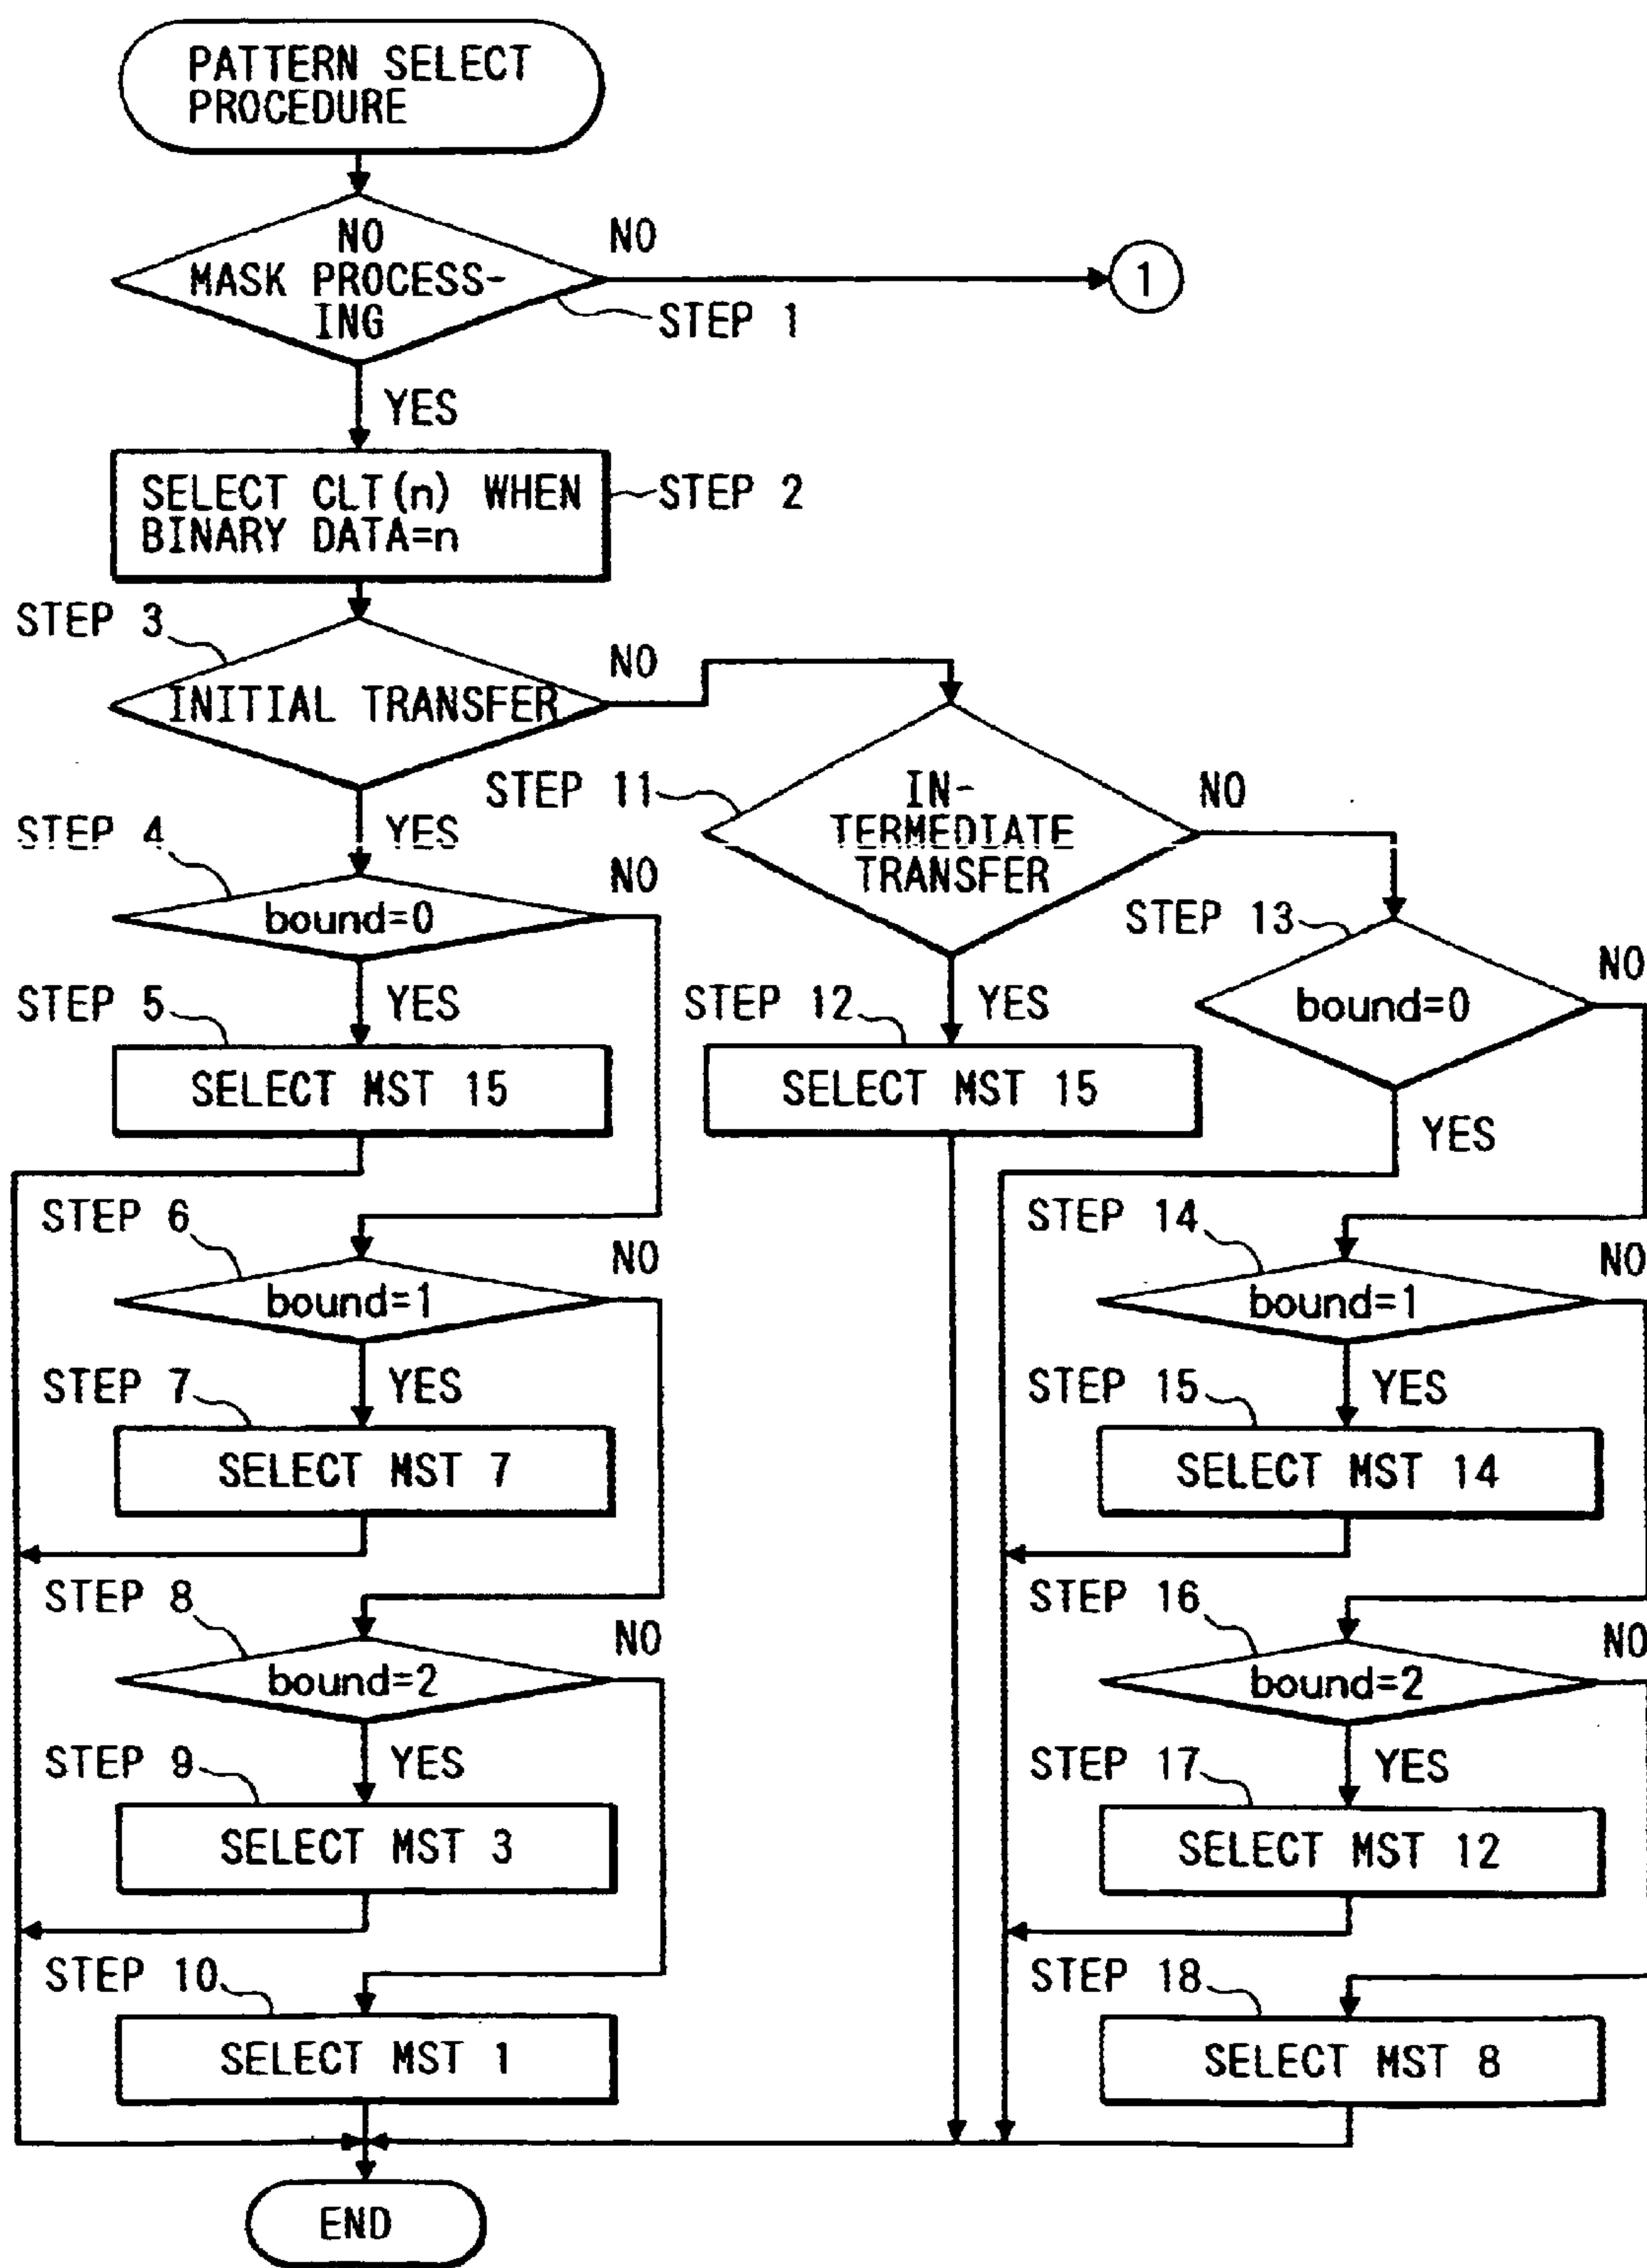 PATTERN SELECT
PROCEDURE
NO
MASK PROCESS-
ING
NO
1
STEP 1
YES
SELECT CLT(n) WHEN
BINARY DATA=n
STEP 2
STEP 3
INITIAL TRANSFER
NO
YES
STEP 11
IN-
TERMEDIATE
TRANSFER
NO
STEP 4
bound=0
NO
YES
STEP 5
SELECT MST 15
YES
STEP 12
SELECT MST 15
STEP 13
bound=0
NO
YES
STEP 6
bound=1
NO
YES
STEP 7
SELECT MST 7
STEP 14
bound=1
NO
YES
STEP 15
SELECT MST 14
STEP 8
bound=2
NO
YES
STEP 9
SELECT MST 3
STEP 16
bound=2
NO
YES
STEP 17
SELECT MST 12
STEP 10
SELECT MST 1
STEP 18
SELECT MST 8
END